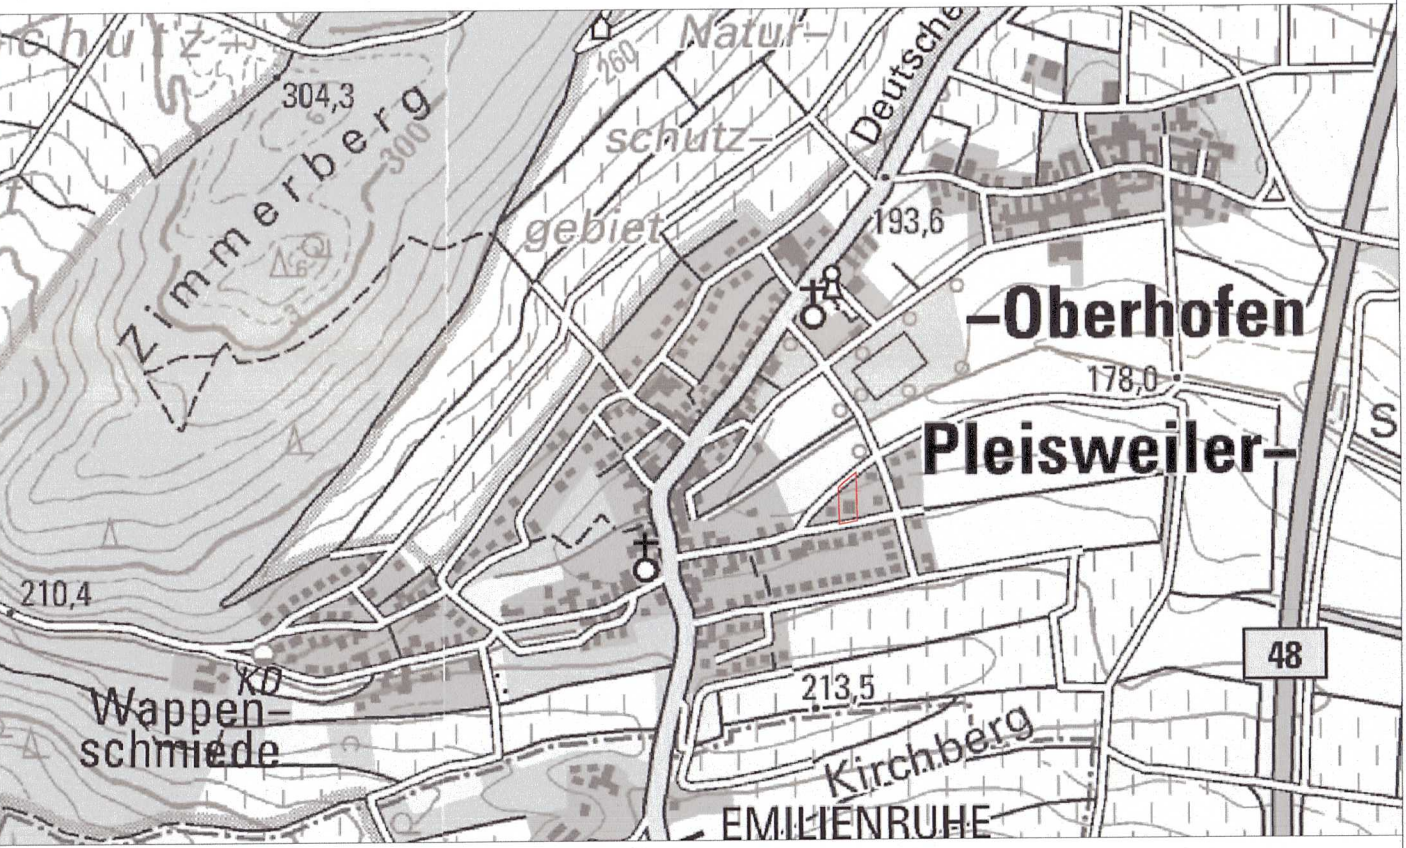 chutz-
Natur-
Deutsche
260
304,3
Zimmerberg
300
schutz-
gebiet
193,6
-Oberhofen
178,0
Pleisweiler-
S
210,4
48
KD
Wappen-
schmiede
213,5
Kirchberg
EMILIENRUHE